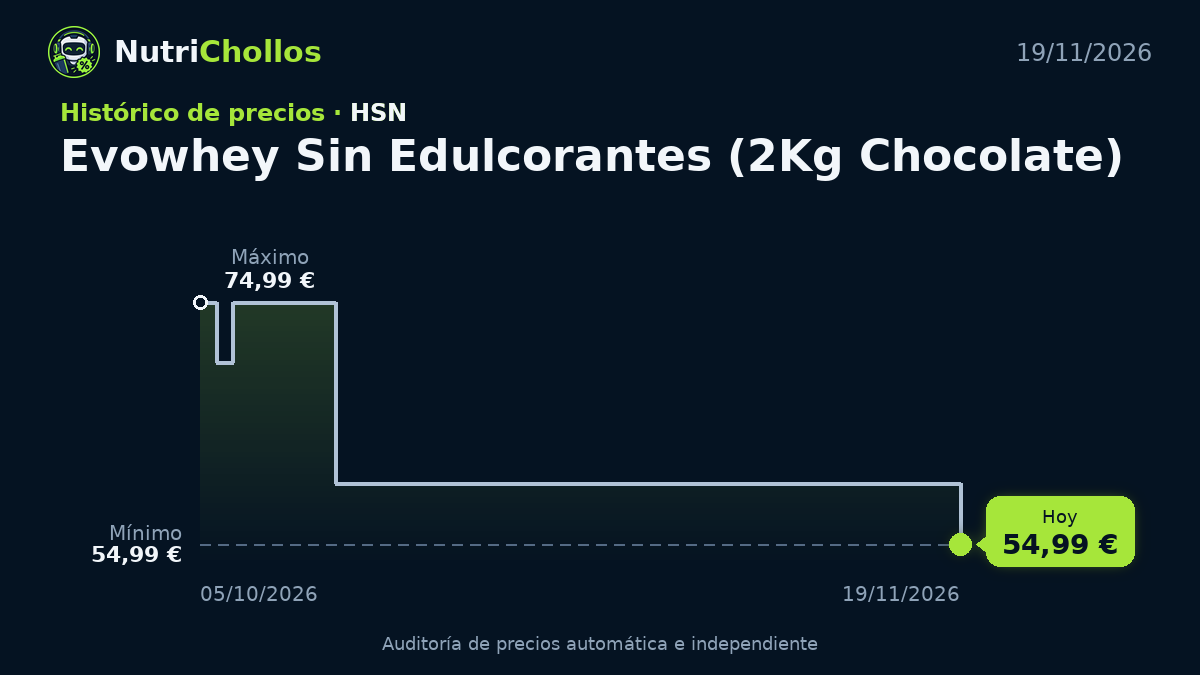 NutriChollos
19/11/2026
Histórico de precios · HSN
Evowhey Sin Edulcorantes (2Kg Chocolate)
Máximo
74,99 €
Mínimo
54,99 €
Hoy
54,99 €
05/10/2026
19/11/2026
Auditoría de precios automática e independiente